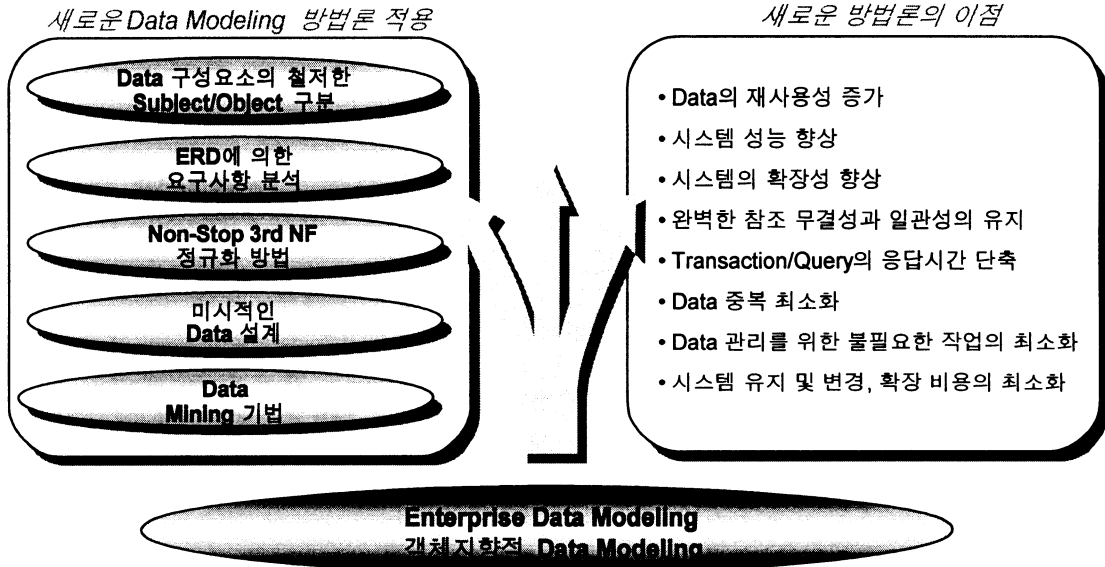 새로운 Data Modeling 방법론 적용
Data 구성요소의 철저한
Subject/Object 구분
ERD에 의한
요구사항 분석
Non-Stop 3rd NF
정규화 방법
미시적인
Data 설계
Data
Mining 기법
새로운 방법론의 이점
• Data의 재사용성 증가
• 시스템 성능 향상
• 시스템의 확장성 향상
• 완벽한 참조 무결성과 일관성의 유지
• Transaction/Query의 응답시간 단축
• Data 중복 최소화
• Data 관리를 위한 불필요한 작업의 최소화
• 시스템 유지 및 변경, 확장 비용의 최소화
Enterprise Data Modeling
객체지향적 Data Modeling